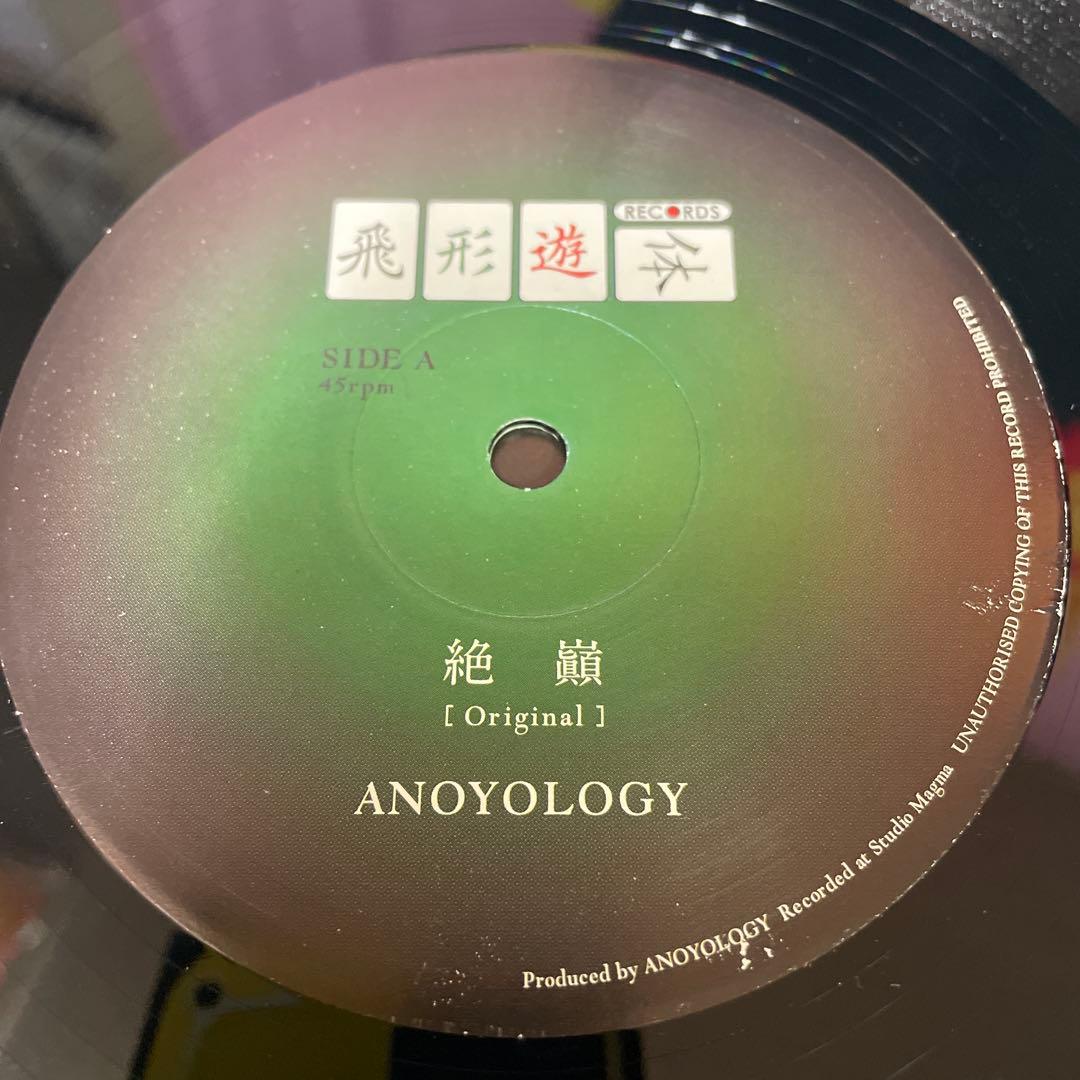 飛形遊体
RECORDS
SIDE A
45rpm
絶巓
[ Original ]
ANOYOLOGY
Produced by ANOYOLOGY Recorded at Studio Magma UNAUTHORISED COPYING OF THIS RECORD PROHIBITED